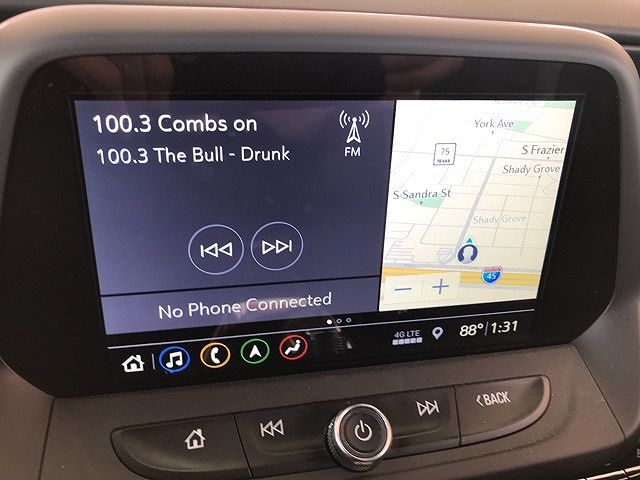 100.3 Combs on
100.3 The Bull - Drunk
FM
No Phone Connected
York Ave
75
TEXAS
S Frazier
Shady Grove
S Sandra St
Shady Grove
45
4G LTE
88° 1:31
BACK